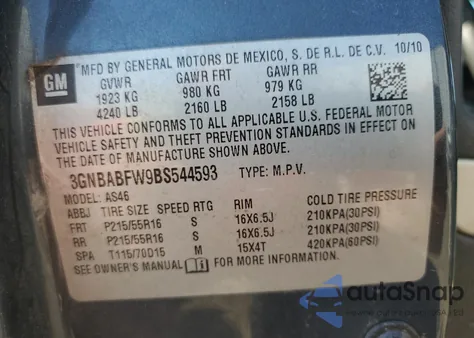 GM
MFD BY GENERAL MOTORS DE MEXICO, S. DE R.L. DE C.V. 10/10
GVWR GAWR FRT GAWR RR
1923 KG 980 KG 979 KG
4240 LB 2160 LB 2158 LB
THIS VEHICLE CONFORMS TO ALL APPLICABLE U.S. FEDERAL MOTOR
VEHICLE SAFETY AND THEFT PREVENTION STANDARDS IN EFFECT ON
THE DATE OF MANUFACTURE SHOWN ABOVE.
3GNBABFW9BS544593 TYPE: M.P.V.
MODEL: AS46
ABBJ TIRE SIZE SPEED RTG RIM COLD TIRE PRESSURE
FRT P215/55R16 S 16X6.5J 210KPA(30PSI)
RR P215/55R16 S 16X6.5J 210KPA(30PSI)
SPA T115/70D15 M 15X4T 420KPA(60PSI)
SEE OWNER'S MANUAL FOR MORE INFORMATION.
autoSnap